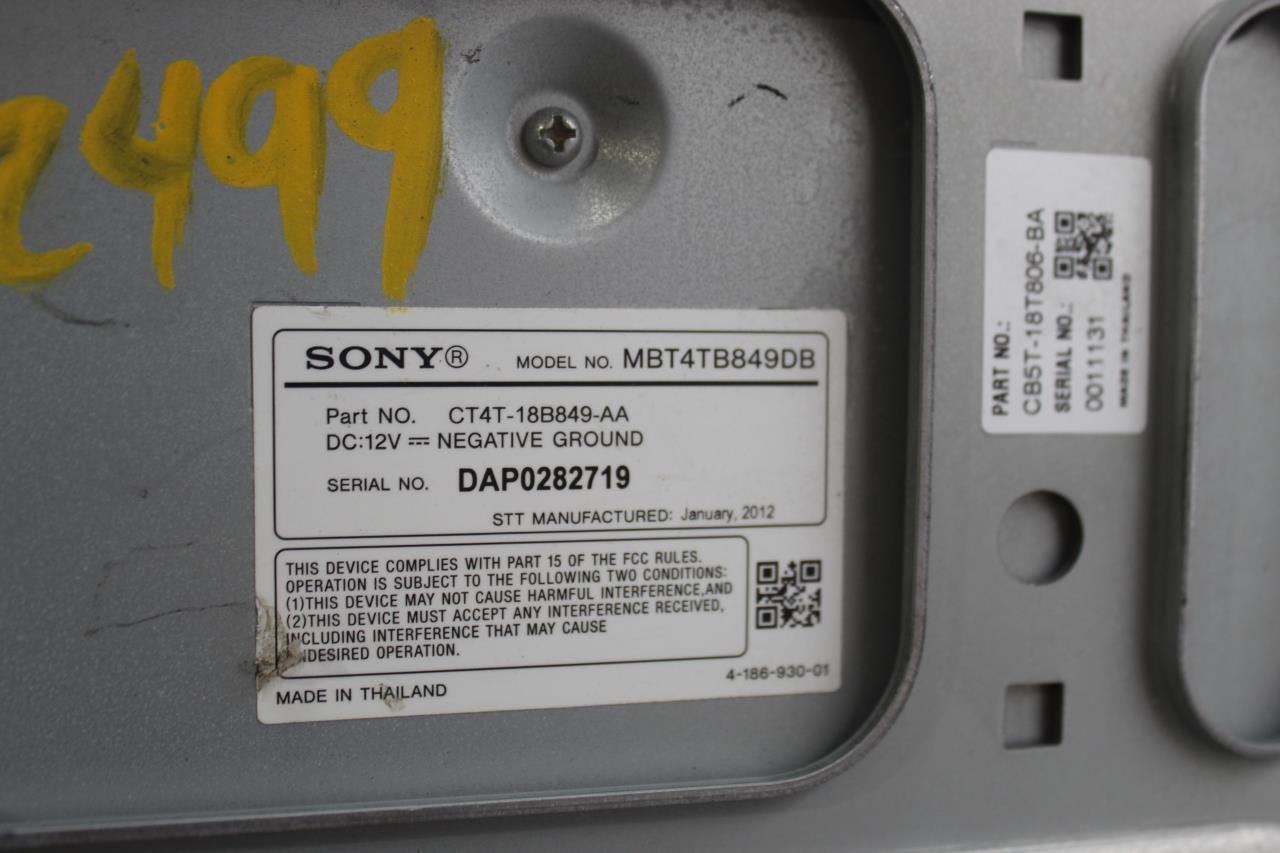 2499
SONY® MODEL NO. MBT4TB849DB
Part NO. CT4T-18B849-AA
DC:12V ⎓ NEGATIVE GROUND
SERIAL NO. DAP0282719
STT MANUFACTURED: January, 2012
THIS DEVICE COMPLIES WITH PART 15 OF THE FCC RULES.
OPERATION IS SUBJECT TO THE FOLLOWING TWO CONDITIONS:
(1)THIS DEVICE MAY NOT CAUSE HARMFUL INTERFERENCE,AND
(2)THIS DEVICE MUST ACCEPT ANY INTERFERENCE RECEIVED,
INCLUDING INTERFERENCE THAT MAY CAUSE
NDESIRED OPERATION.
4-186-930-01
MADE IN THAILAND
PART NO.:
CB5T-18T806-BA
SERIAL NO.:
00111131
MADE IN THAILAND